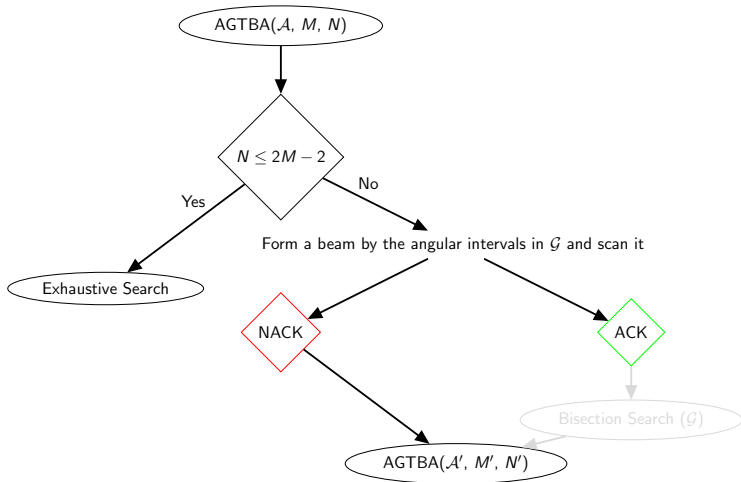 AGTBA(𝒜, M, N)
N ≤ 2M − 2
Yes
No
Form a beam by the angular intervals in 𝒢 and scan it
Exhaustive Search
NACK
ACK
Bisection Search (𝒢)
AGTBA(𝒜′, M′, N′)